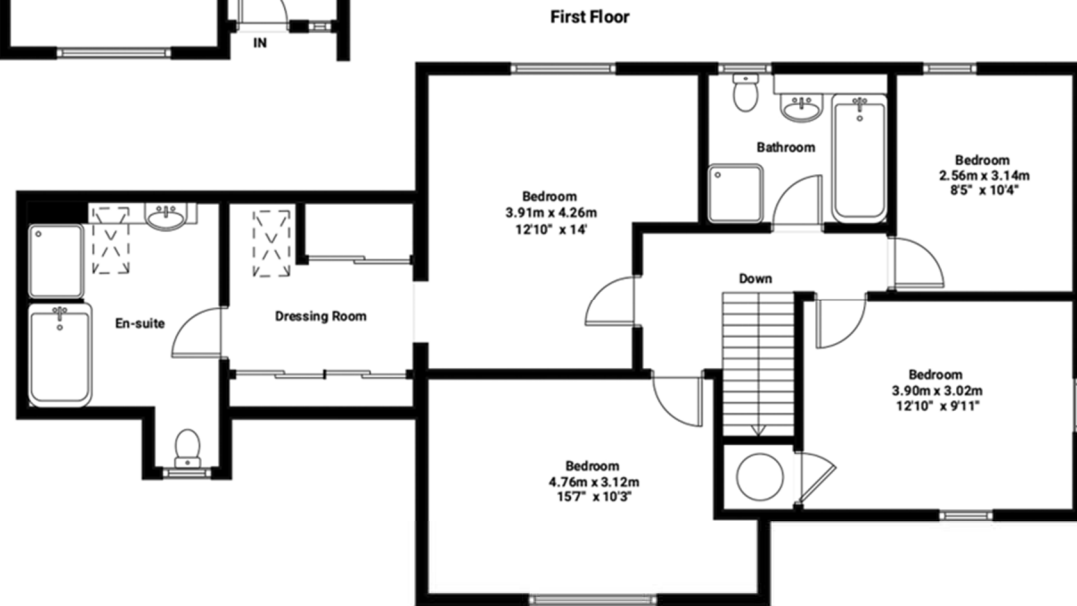 First Floor
IN
Bathroom
Bedroom
2.56m x 3.14m
8'5" x 10'4"
Bedroom
3.91m x 4.26m
12'10" x 14'
Down
En-suite
Dressing Room
Bedroom
3.90m x 3.02m
12'10" x 9'11"
Bedroom
4.76m x 3.12m
15'7" x 10'3"